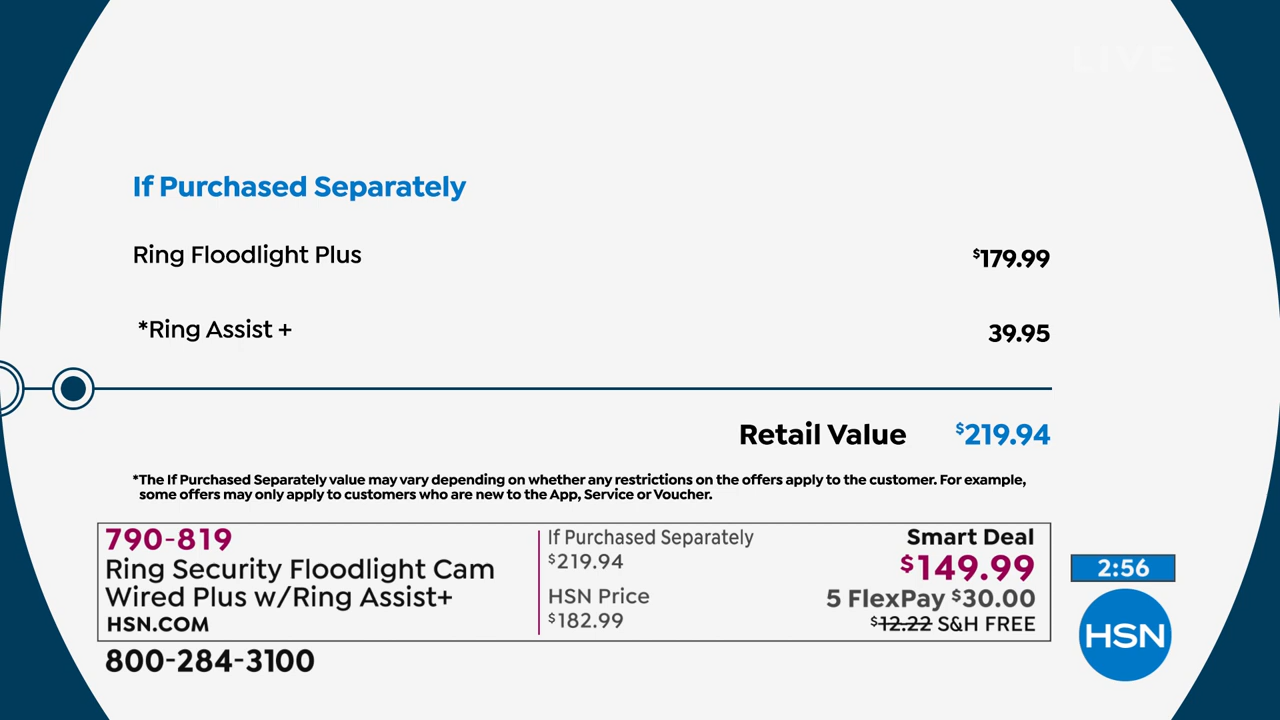 LIVE
If Purchased Separately
Ring Floodlight Plus $179.99
*Ring Assist + 39.95
Retail Value $219.94
*The If Purchased Separately value may vary depending on whether any restrictions on the offers apply to the customer. For example,
some offers may only apply to customers who are new to the App, Service or Voucher.
790-819
Ring Security Floodlight Cam
Wired Plus w/Ring Assist+
HSN.COM
If Purchased Separately
$219.94
HSN Price
$182.99
Smart Deal
$149.99
5 FlexPay $30.00
$12.22 S&H FREE
2:56
HSN
800-284-3100